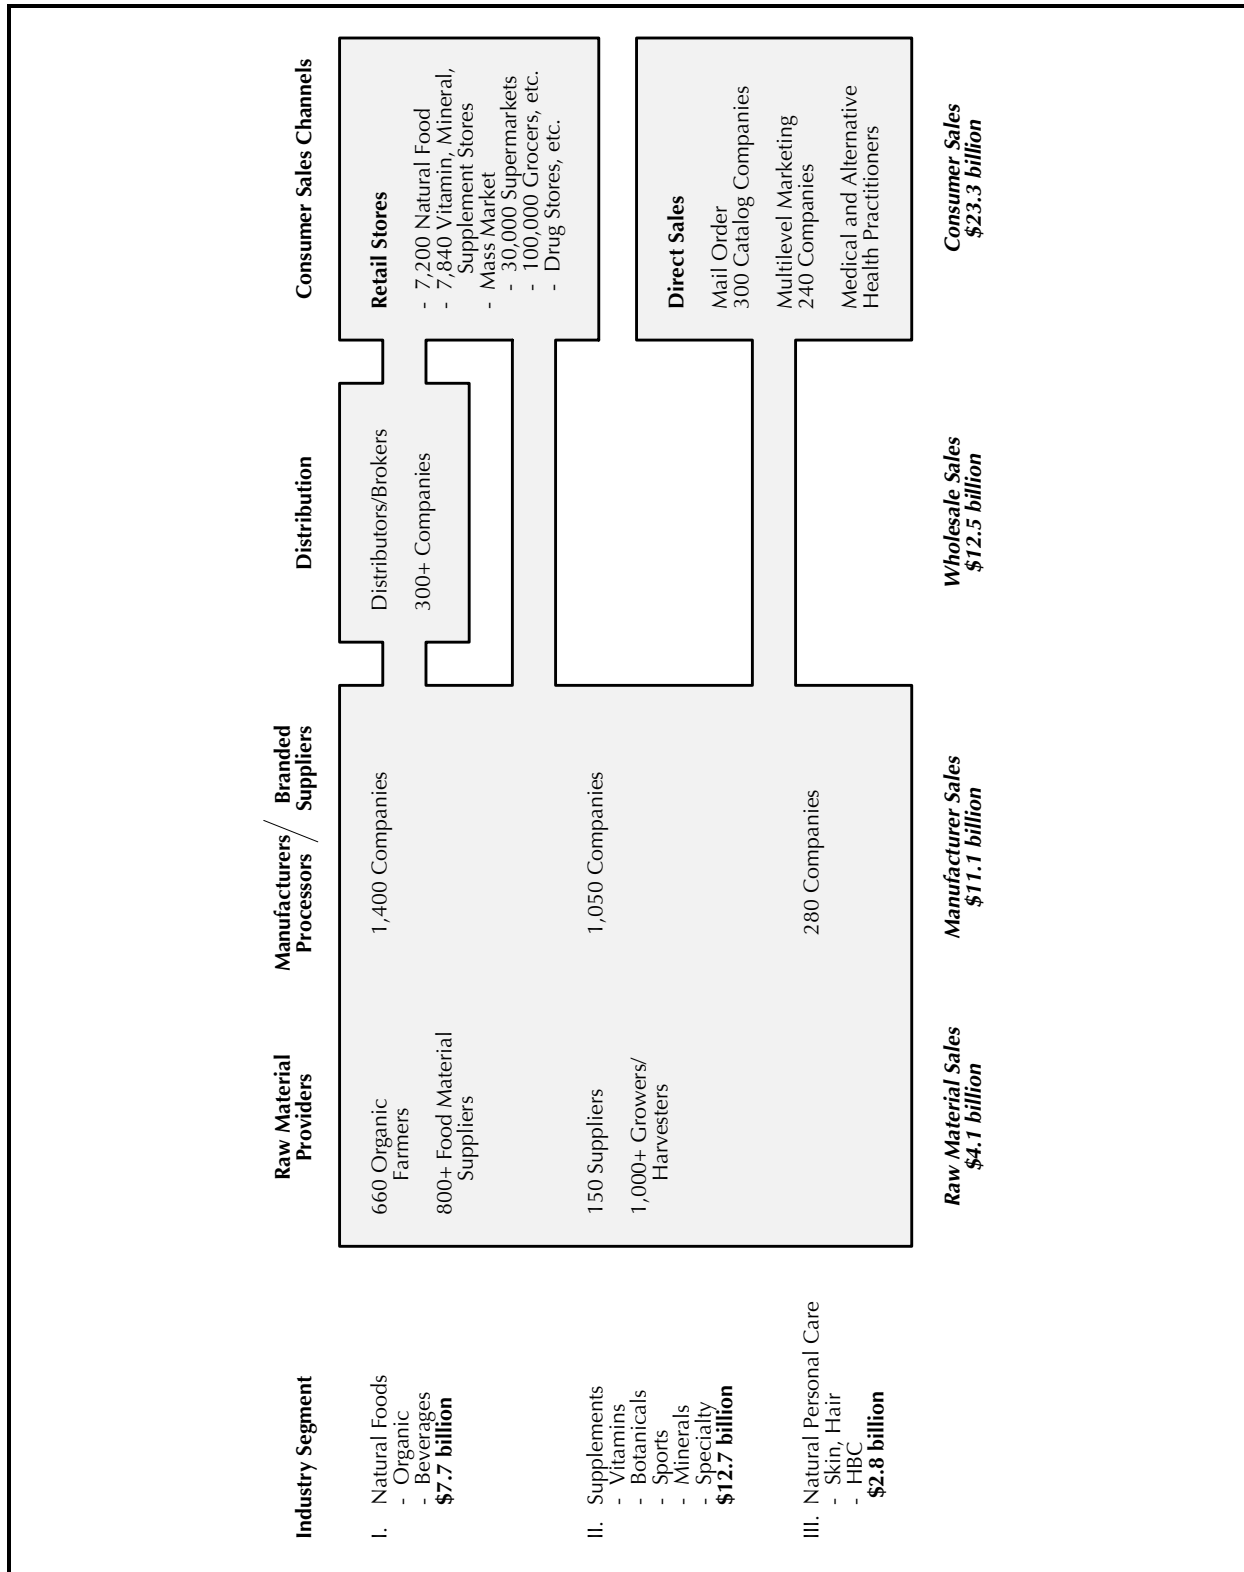 Industry Segment
Raw Material
Providers
Manufacturers / Branded
Processors / Suppliers
Distribution
Consumer Sales Channels
I. Natural Foods
- Organic
- Beverages
$7.7 billion
660 Organic
Farmers
800+ Food Material
Suppliers
1,400 Companies
Distributors/Brokers
300+ Companies
Retail Stores
- 7,200 Natural Food
- 7,840 Vitamin, Mineral,
Supplement Stores
- Mass Market
- 30,000 Supermarkets
- 100,000 Grocers, etc.
- Drug Stores, etc.
II. Supplements
- Vitamins
- Botanicals
- Sports
- Minerals
- Specialty
$12.7 billion
150 Suppliers
1,000+ Growers/
Harvesters
1,050 Companies
Direct Sales
Mail Order
300 Catalog Companies
Multilevel Marketing
240 Companies
Medical and Alternative
Health Practitioners
III. Natural Personal Care
- Skin, Hair
- HBC
$2.8 billion
280 Companies
Raw Material Sales
$4.1 billion
Manufacturer Sales
$11.1 billion
Wholesale Sales
$12.5 billion
Consumer Sales
$23.3 billion